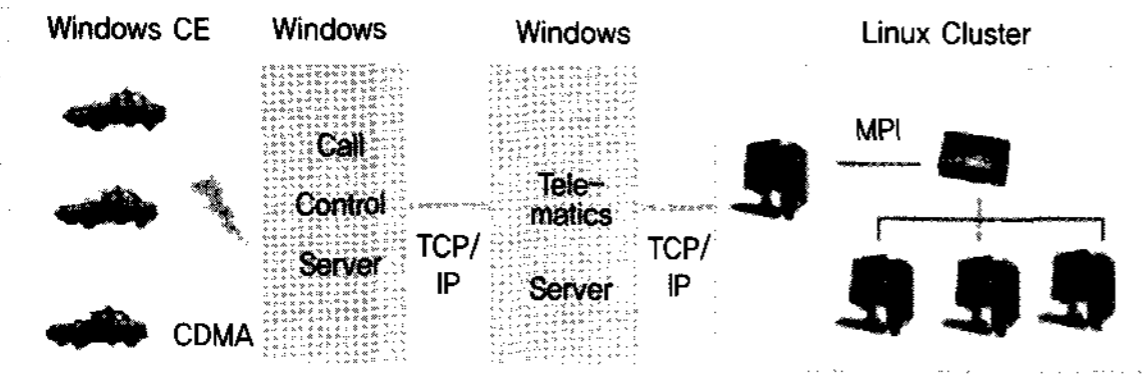 Windows CE
Windows
Windows
Linux Cluster
Call
Control
Server
CDMA
TCP/
IP
Tele-
matics
Server
TCP/
IP
MPI